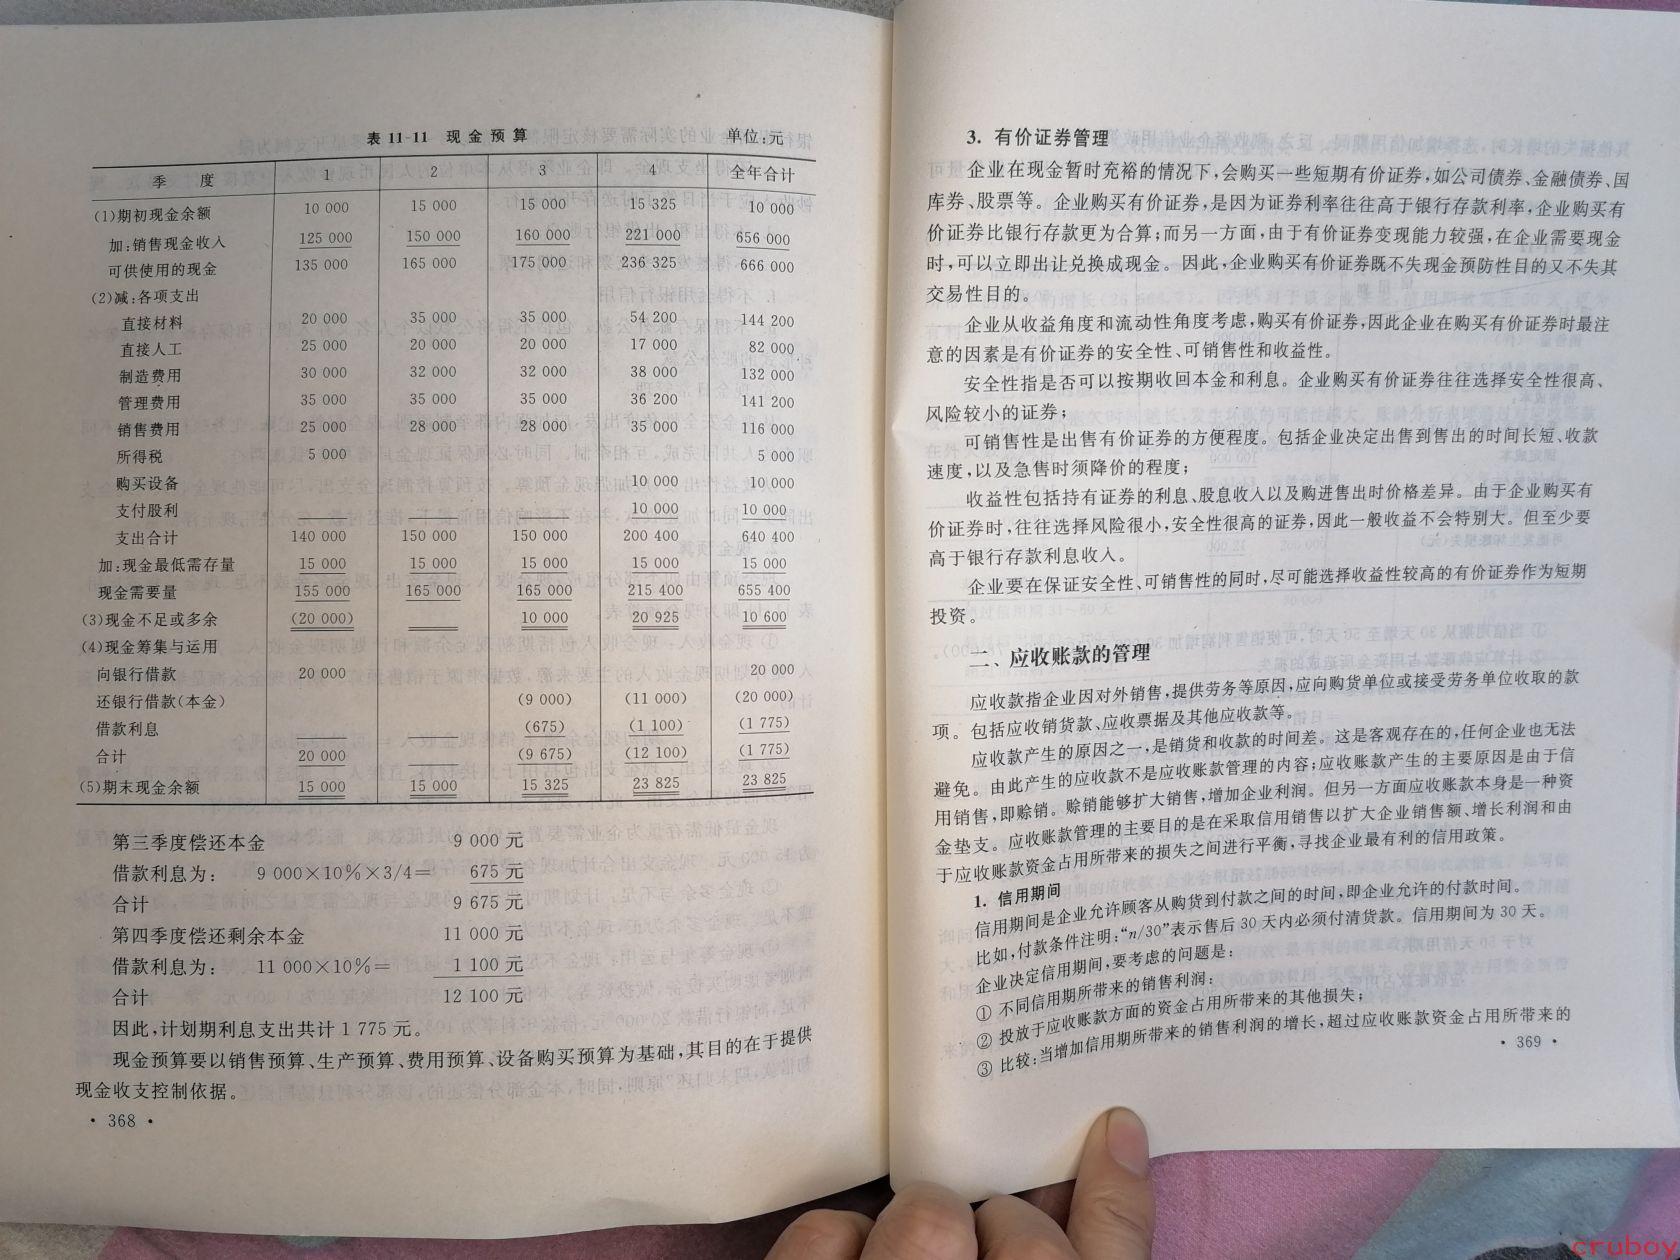 表 11-11 现 金 预 算 单位:元
季 度 1 2 3 4 全年合计
(1)期初现金余额 10 000 15 000 15 000 15 325 10 000
加:销售现金收入 125 000 150 000 160 000 221 000 656 000
可供使用的现金 135 000 165 000 175 000 236 325 666 000
(2)减:各项支出
直接材料 20 000 35 000 35 000 54 200 144 200
直接人工 25 000 20 000 20 000 17 000 82 000
制造费用 30 000 32 000 32 000 38 000 132 000
管理费用 35 000 35 000 35 000 36 200 141 200
销售费用 25 000 28 000 28 000 35 000 116 000
所得税 5 000 5 000
购买设备 10 000 10 000
支付股利 10 000 10 000
支出合计 140 000 150 000 150 000 200 400 640 400
加:现金最低需存量 15 000 15 000 15 000 15 000 15 000
现金需要量 155 000 165 000 165 000 215 400 655 400
(3)现金不足或多余 (20 000) 10 000 20 925 10 600
(4)现金筹集与运用
向银行借款 20 000 20 000
还银行借款(本金) (9 000) (11 000) (20 000)
借款利息 (675) (1 100) (1 775)
合计 20 000 (9 675) (12 100) (1 775)
(5)期末现金余额 15 000 15 000 15 325 23 825 23 825
第三季度偿还本金 9 000 元
借款利息为: 9 000×10%×3/4= 675 元
合计 9 675 元
第四季度偿还剩余本金 11 000 元
借款利息为: 11 000×10%= 1 100 元
合计 12 100 元
因此,计划期利息支出共计 1 775 元。
现金预算要以销售预算、生产预算、费用预算、设备购买预算为基础,其目的在于提供
现金收支控制依据。
· 368 ·
3. 有价证券管理
企业在现金暂时充裕的情况下,会购买一些短期有价证券,如公司债券、金融债券、国
库券、股票等。企业购买有价证券,是因为证券利率往往高于银行存款利率,企业购买有
价证券比银行存款更为合算;而另一方面,由于有价证券变现能力较强,在企业需要现金
时,可以立即出让兑换成现金。因此,企业购买有价证券既不失现金预防性目的又不失其
交易性目的。
企业从收益角度和流动性角度考虑,购买有价证券,因此企业在购买有价证券时最注
意的因素是有价证券的安全性、可销售性和收益性。
安全性指是否可以按期收回本金和利息。企业购买有价证券往往选择安全性很高、
风险较小的证券;
可销售性是出售有价证券的方便程度。包括企业决定出售到售出的时间长短、收款
速度,以及急售时须降价的程度;
收益性包括持有证券的利息、股息收入以及购进售出时价格差异。由于企业购买有
价证券时,往往选择风险很小,安全性很高的证券,因此一般收益不会特别大。但至少要
高于银行存款利息收入。
企业要在保证安全性、可销售性的同时,尽可能选择收益性较高的有价证券作为短期
投资。
二、应收账款的管理
应收款指企业因对外销售,提供劳务等原因,应向购货单位或接受劳务单位收取的款
项。包括应收销货款、应收票据及其他应收款等。
应收款产生的原因之一,是销货和收款的时间差。这是客观存在的,任何企业也无法
避免。由此产生的应收款不是应收账款管理的内容;应收账款产生的主要原因是由于信
用销售,即赊销。赊销能够扩大销售,增加企业利润。但另一方面应收账款本身是一种资
金垫支。应收账款管理的主要目的是在采取信用销售以扩大企业销售额、增长利润和由
于应收账款资金占用所带来的损失之间进行平衡,寻找企业最有利的信用政策。
1. 信用期间
信用期间是企业允许顾客从购货到付款之间的时间,即企业允许的付款时间。
比如,付款条件注明:“n/30”表示售后 30 天内必须付清货款。信用期间为 30 天。
企业决定信用期间,要考虑的问题是:
① 不同信用期所带来的销售利润:
② 投放于应收账款方面的资金占用所带来的其他损失;
③ 比较:当增加信用期所带来的销售利润的增长,超过应收账款资金占用所带来的
· 369 ·
cruboy